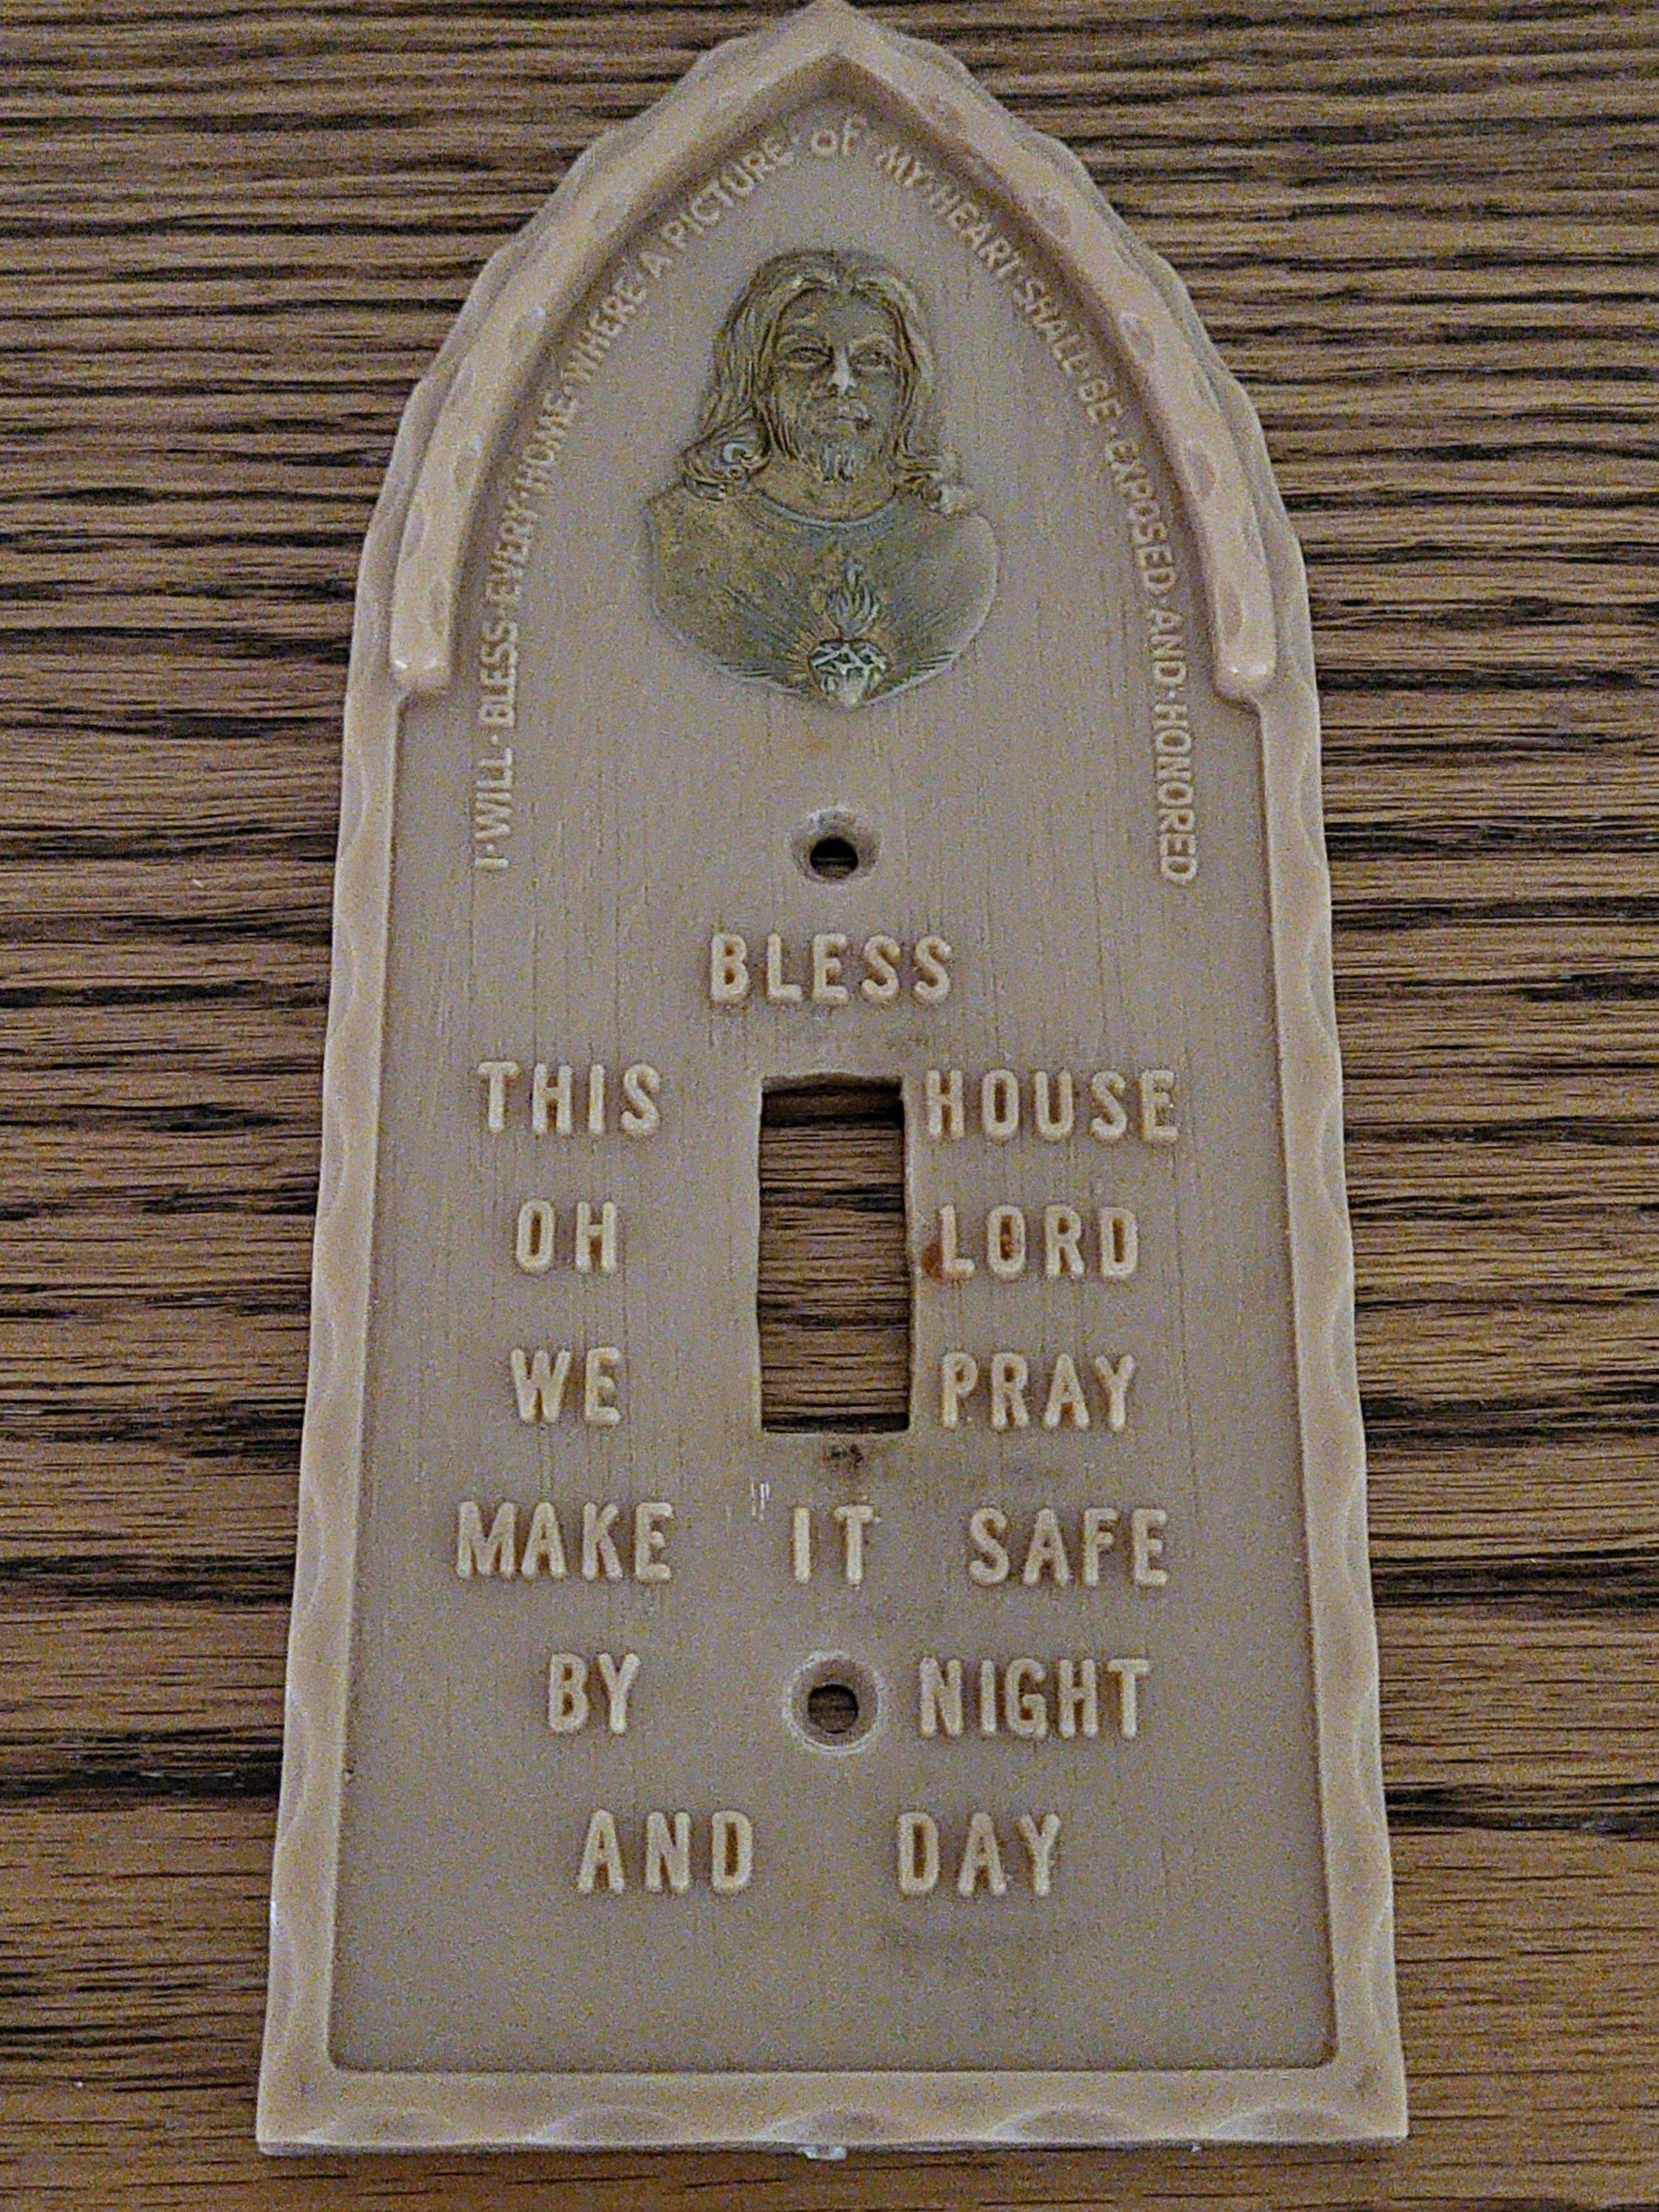 I·WILL·BLESS·EVERY·HOME·WHERE·A PICTURE of MY·HEART·SHALL·BE·EXPOSED·AND·HONORED
BLESS
THIS HOUSE
OH LORD
WE PRAY
MAKE IT SAFE
BY NIGHT
AND DAY